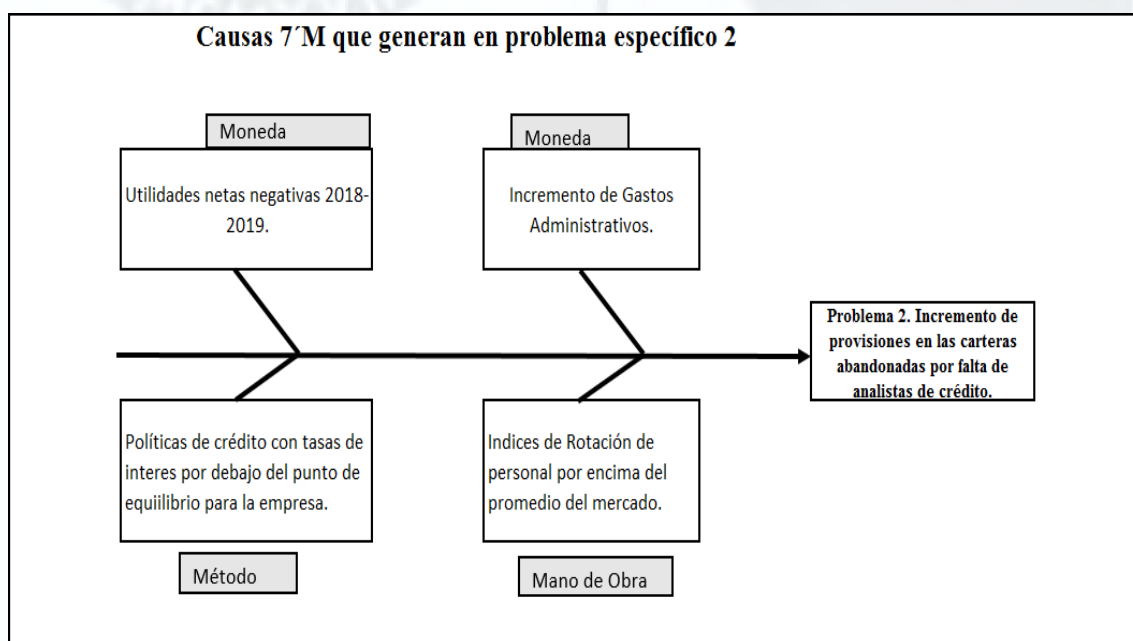 Causas 7´M que generan en problema específico 2
Moneda
Utilidades netas negativas 2018-
2019.
Moneda
Incremento de Gastos
Administrativos.
Problema 2. Incremento de
provisiones en las carteras
abandonadas por falta de
analistas de crédito.
Políticas de crédito con tasas de
interes por debajo del punto de
equiilibrio para la empresa.
Método
Indices de Rotación de
personal por encima del
promedio del mercado.
Mano de Obra